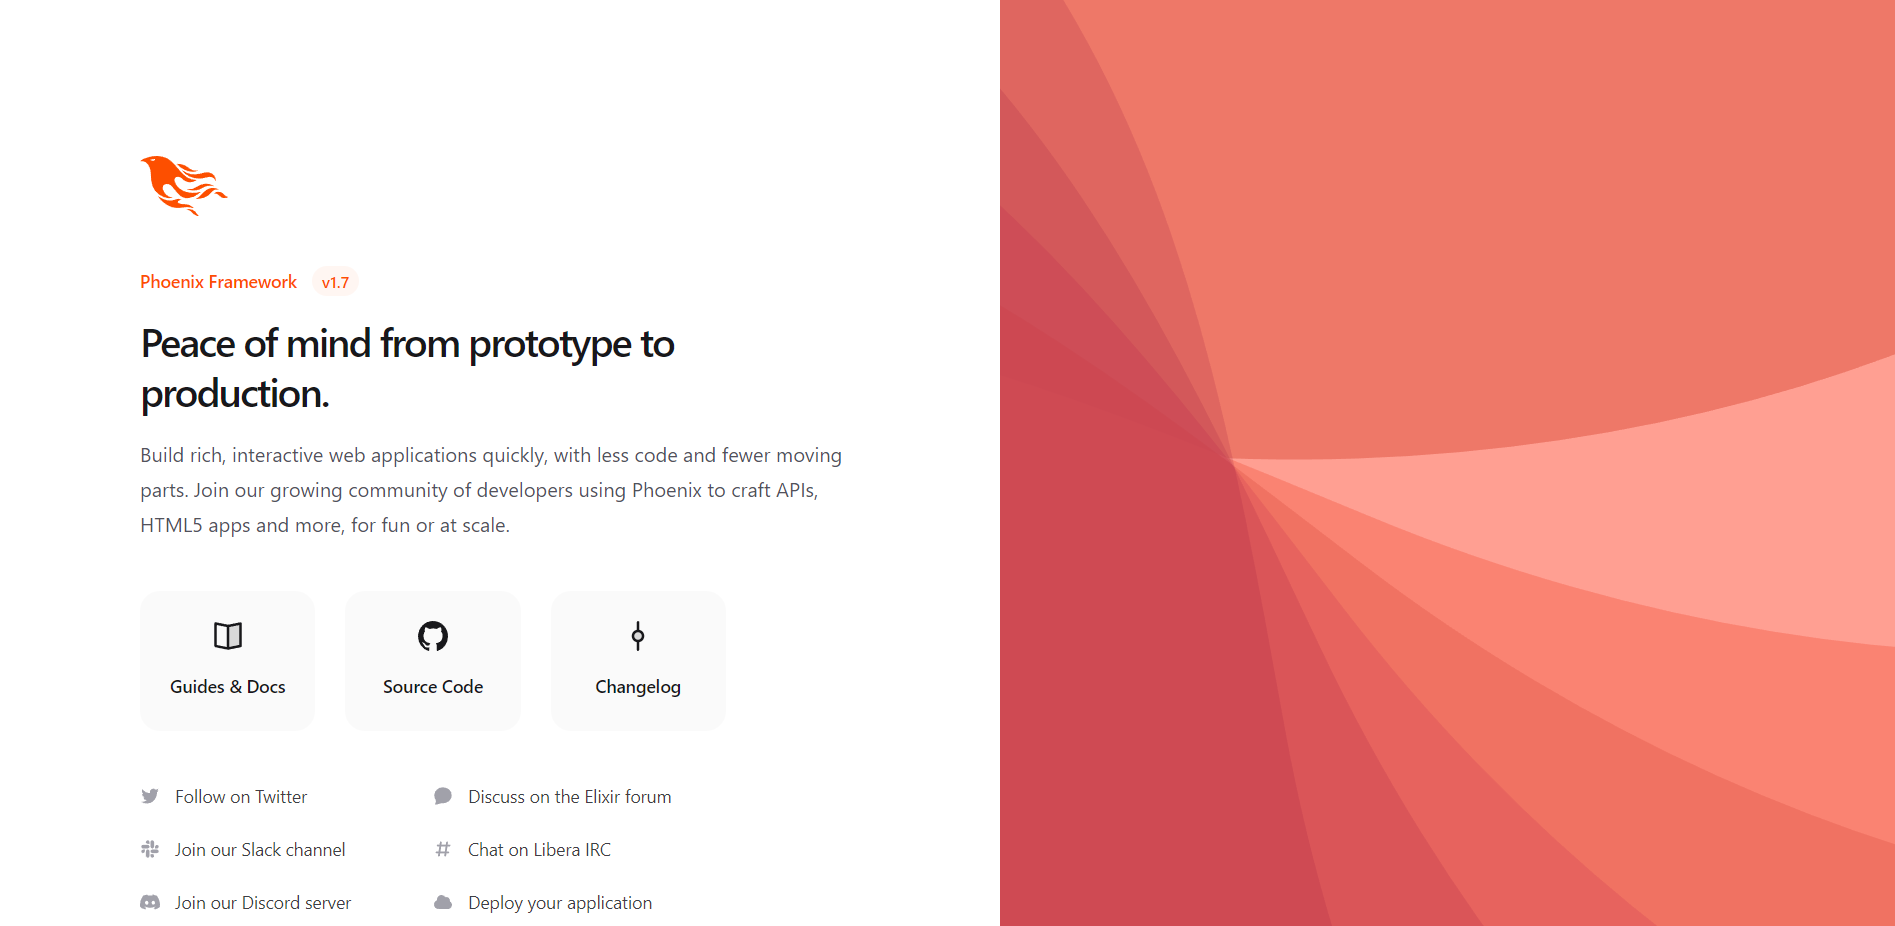 Phoenix Framework v1.7
Peace of mind from prototype to
production.
Build rich, interactive web applications quickly, with less code and fewer moving
parts. Join our growing community of developers using Phoenix to craft APIs,
HTML5 apps and more, for fun or at scale.
Guides & Docs
Source Code
Changelog
Follow on Twitter
Discuss on the Elixir forum
Join our Slack channel
Chat on Libera IRC
Join our Discord server
Deploy your application